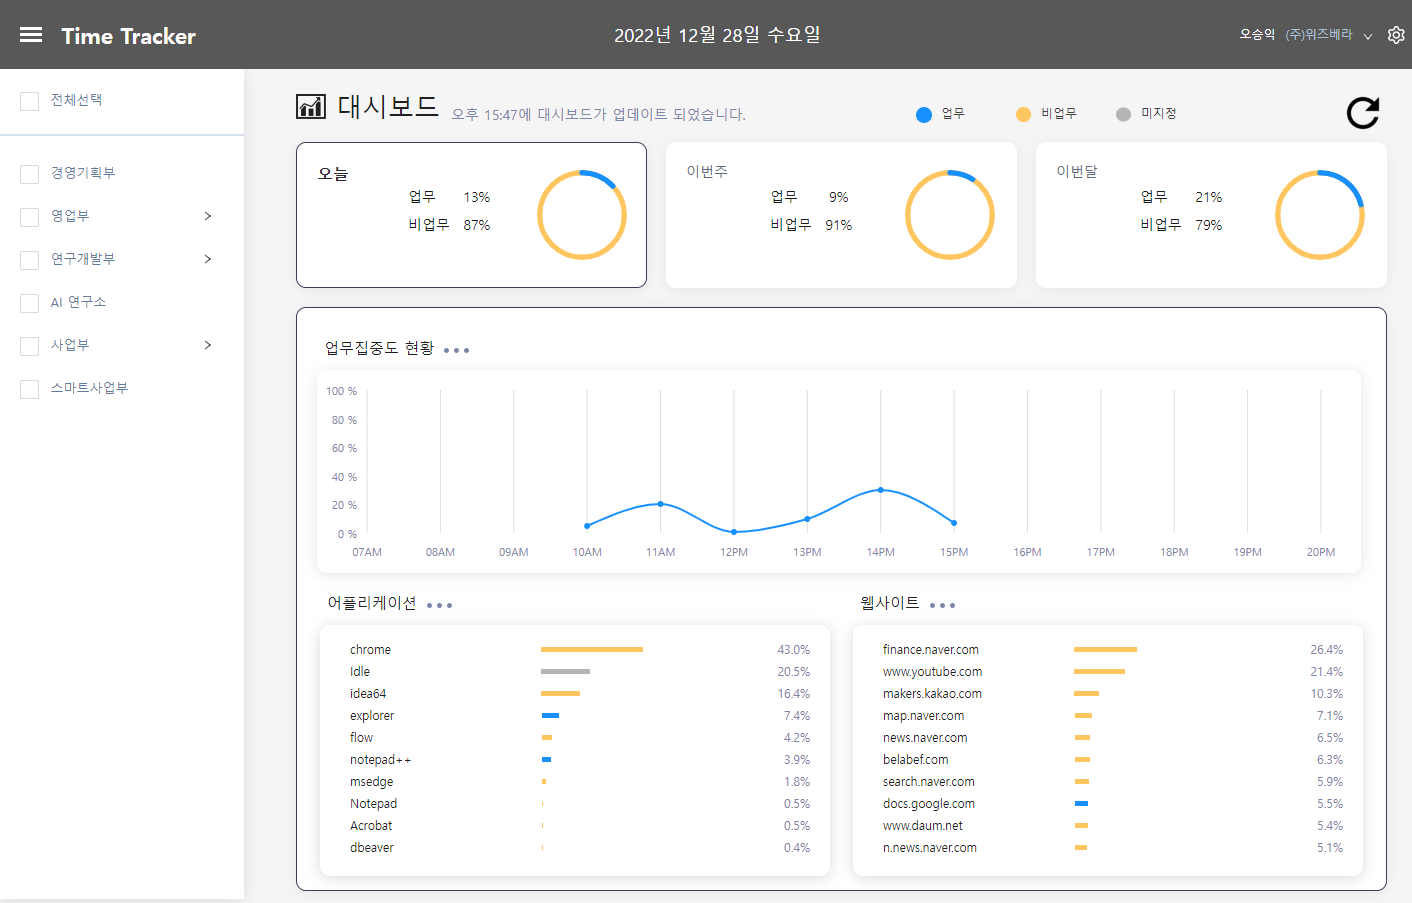 Time Tracker
2022년 12월 28일 수요일
오승익 (주)위즈베라
전체선택
경영기획부
영업부
연구개발부
AI 연구소
사업부
스마트사업부
대시보드 오후 15:47에 대시보드가 업데이트 되었습니다.
업무 비업무 미지정
오늘
업무 13%
비업무 87%
이번주
업무 9%
비업무 91%
이번달
업무 21%
비업무 79%
업무집중도 현황
100 %
80 %
60 %
40 %
20 %
0 %
07AM 08AM 09AM 10AM 11AM 12PM 13PM 14PM 15PM 16PM 17PM 18PM 19PM 20PM
어플리케이션
chrome 43.0%
Idle 20.5%
idea64 16.4%
explorer 7.4%
flow 4.2%
notepad++ 3.9%
msedge 1.8%
Notepad 0.5%
Acrobat 0.5%
dbeaver 0.4%
웹사이트
finance.naver.com 26.4%
www.youtube.com 21.4%
makers.kakao.com 10.3%
map.naver.com 7.1%
news.naver.com 6.5%
belabef.com 6.3%
search.naver.com 5.9%
docs.google.com 5.5%
www.daum.net 5.4%
n.news.naver.com 5.1%